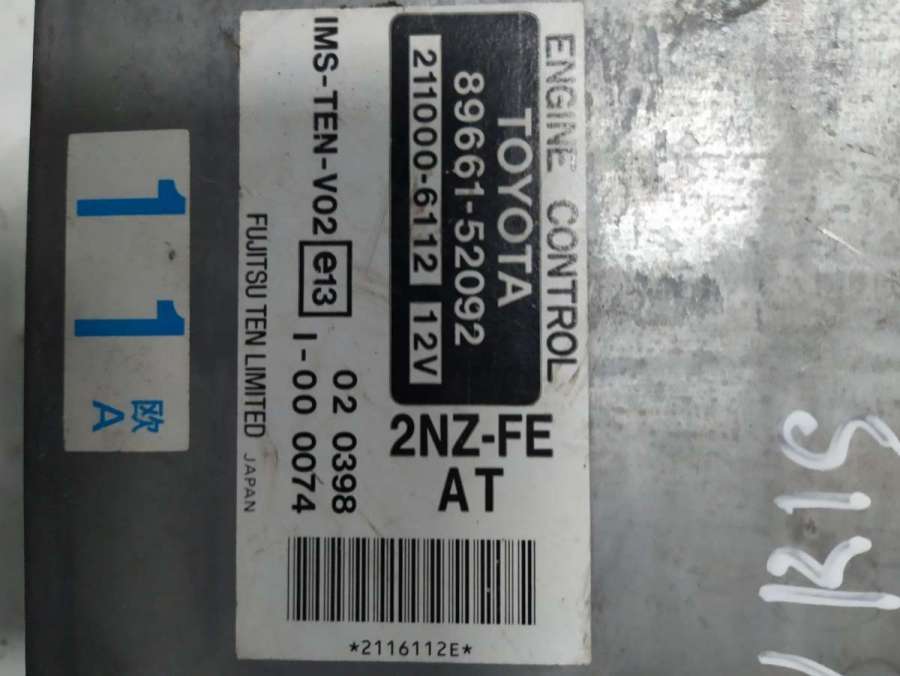 ENGINE CONTROL
TOYOTA
89661-52092
211000-6112 12V
2NZ-FE
AT
IMS-TEN-V02 e13 02 0398
I-00 0074
FUJITSU TEN LIMITED JAPAN
*2116112E*
11
欧
A